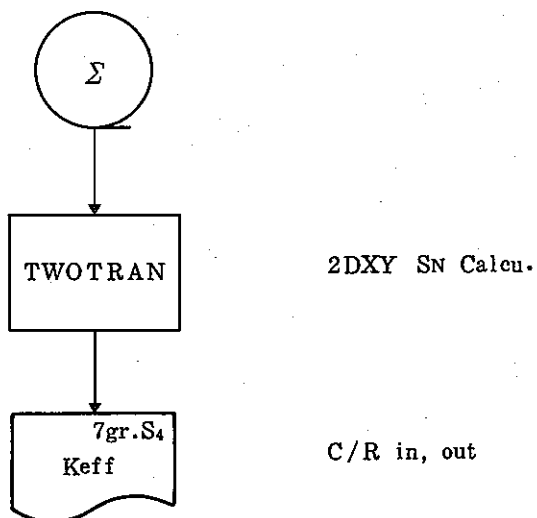 Σ
TWOTRAN
2DXY SN Calcu.
7gr.S₄
Keff
C/R in, out